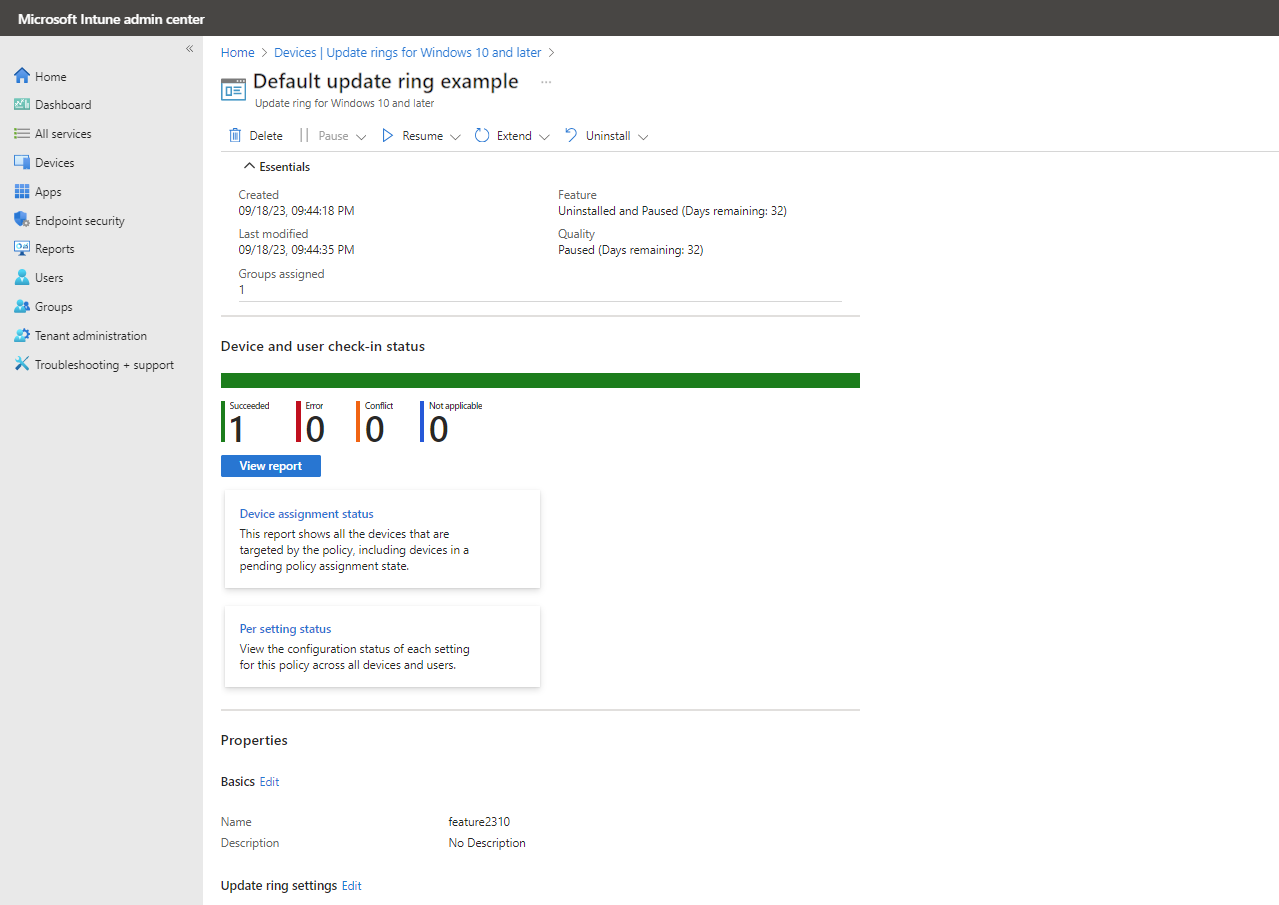 Microsoft Intune admin center
«
Home
Dashboard
All services
Devices
Apps
Endpoint security
Reports
Users
Groups
Tenant administration
Troubleshooting + support
Home > Devices | Update rings for Windows 10 and later >
Default update ring example ...
Update ring for Windows 10 and later
Delete Pause Resume Extend Uninstall
Essentials
Created
09/18/23, 09:44:18 PM
Last modified
09/18/23, 09:44:35 PM
Groups assigned
1
Feature
Uninstalled and Paused (Days remaining: 32)
Quality
Paused (Days remaining: 32)
Device and user check-in status
Succeeded
1
Error
0
Conflict
0
Not applicable
0
View report
Device assignment status
This report shows all the devices that are
targeted by the policy, including devices in a
pending policy assignment state.
Per setting status
View the configuration status of each setting
for this policy across all devices and users.
Properties
Basics Edit
Name feature2310
Description No Description
Update ring settings Edit